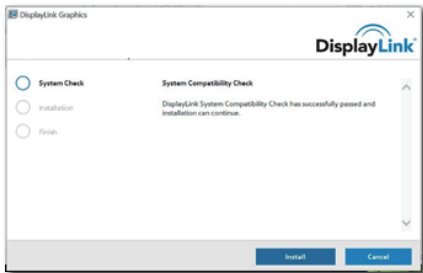 DisplayLink Graphics
DisplayLink
System Check
System Compatibility Check
DisplayLink System Compatibility Check has successfully passed and
installation can continue.
Installation
Finish
Install
Cancel